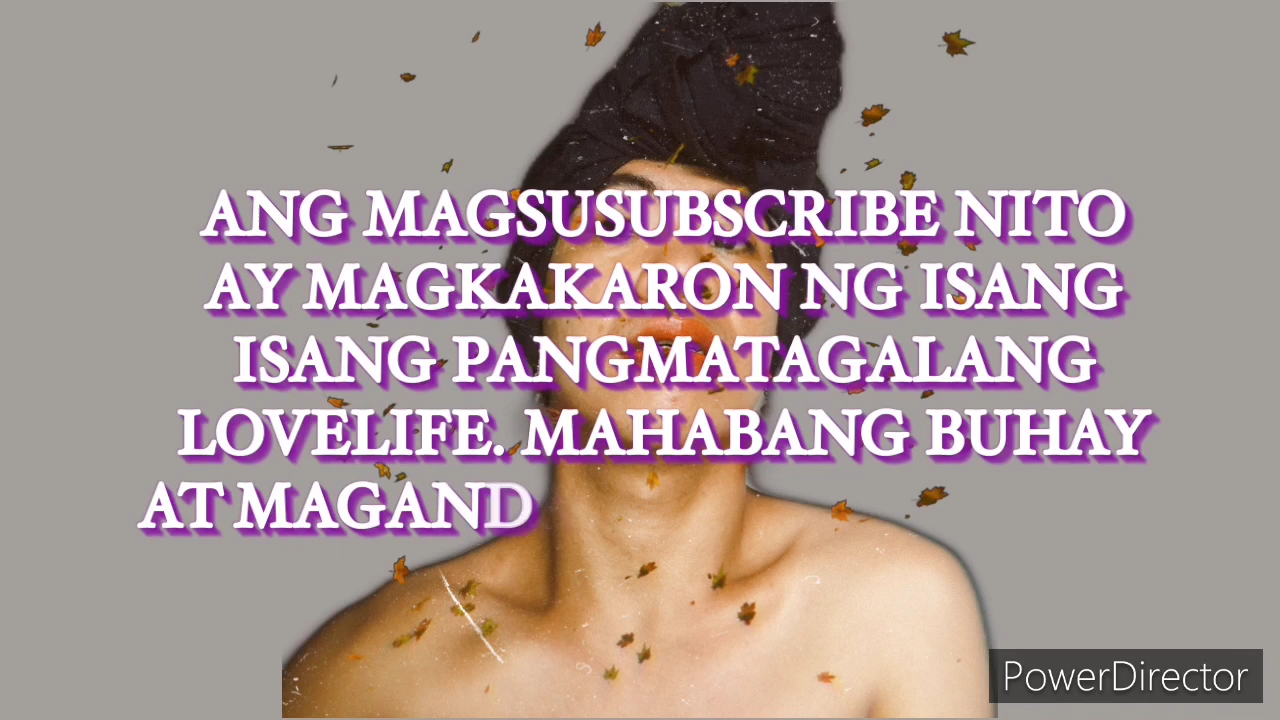 ANG MAGSUSUBSCRIBE NITO
AY MAGKAKARON NG ISANG
ISANG PANGMATAGALANG
LOVELIFE. MAHABANG BUHAY
AT MAGAND
PowerDirector